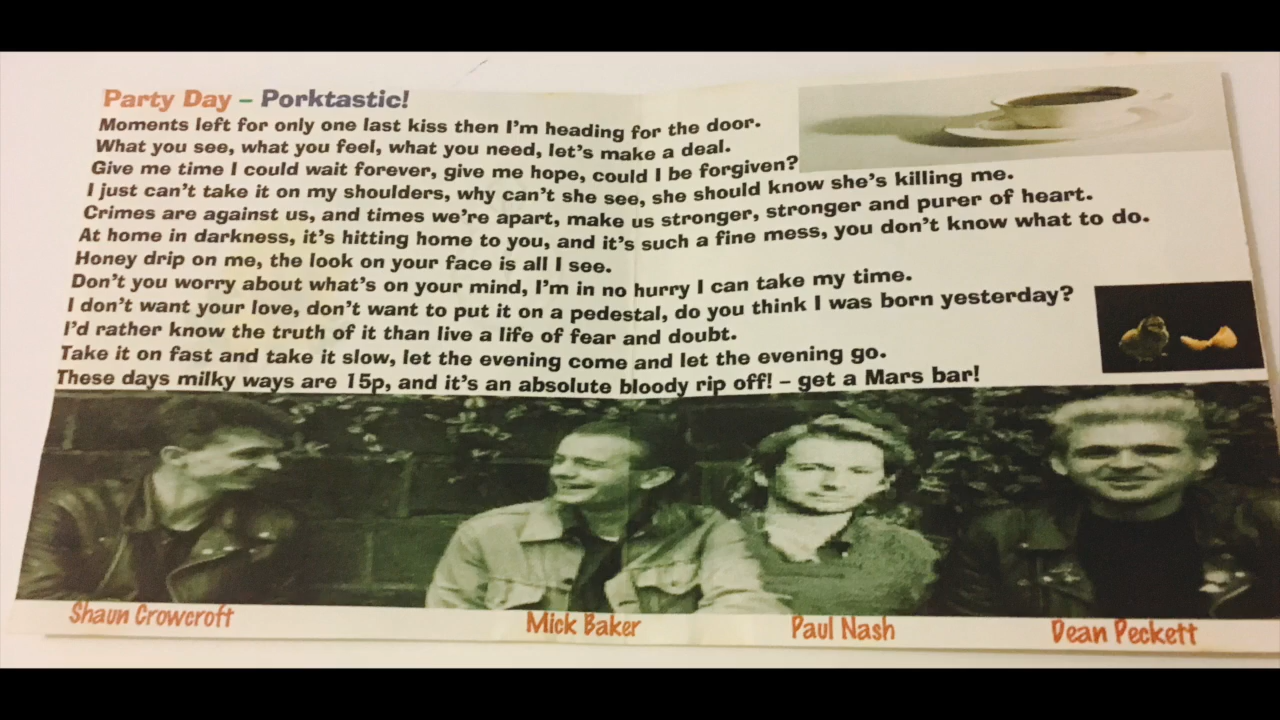 Party Day – Porktastic!
Moments left for only one last kiss then I'm heading for the door.
What you see, what you feel, what you need, let's make a deal.
Give me time I could wait forever, give me hope, could I be forgiven?
I just can't take it on my shoulders, why can't she see, she should know she's killing me.
Crimes are against us, and times we're apart, make us stronger, stronger and purer of heart.
At home in darkness, it's hitting home to you, and it's such a fine mess, you don't know what to do.
Honey drip on me, the look on your face is all I see.
Don't you worry about what's on your mind, I'm in no hurry I can take my time.
I don't want your love, don't want to put it on a pedestal, do you think I was born yesterday?
I'd rather know the truth of it than live a life of fear and doubt.
Take it on fast and take it slow, let the evening come and let the evening go.
These days milky ways are 15p, and it's an absolute bloody rip off! – get a Mars bar!
Shaun Crowcroft
Mick Baker
Paul Nash
Dean Peckett